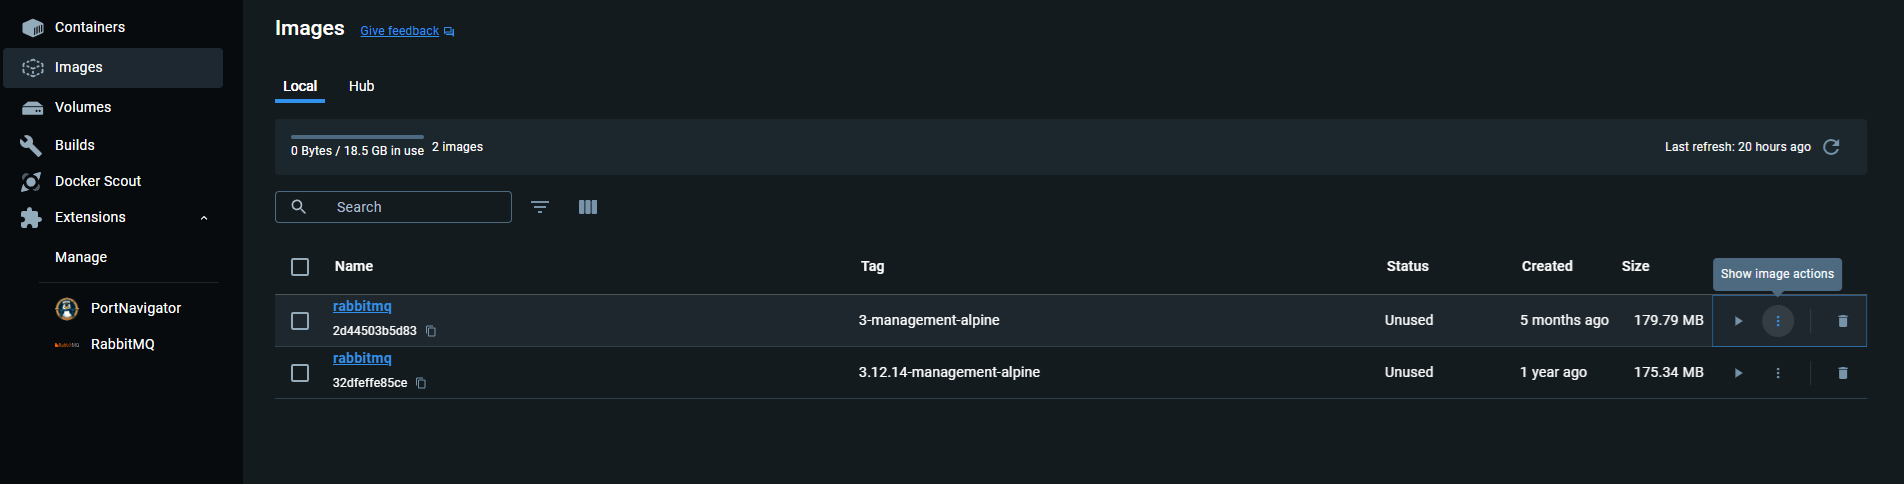 Containers
Images
Volumes
Builds
Docker Scout
Extensions
Manage
PortNavigator
RabbitMQ
Images Give feedback
Local Hub
0 Bytes / 18.5 GB in use 2 images Last refresh: 20 hours ago
Search
Name Tag Status Created Size
Show image actions
rabbitmq
2d44503b5d83 3-management-alpine Unused 5 months ago 179.79 MB
rabbitmq
32dfeffe85ce 3.12.14-management-alpine Unused 1 year ago 175.34 MB